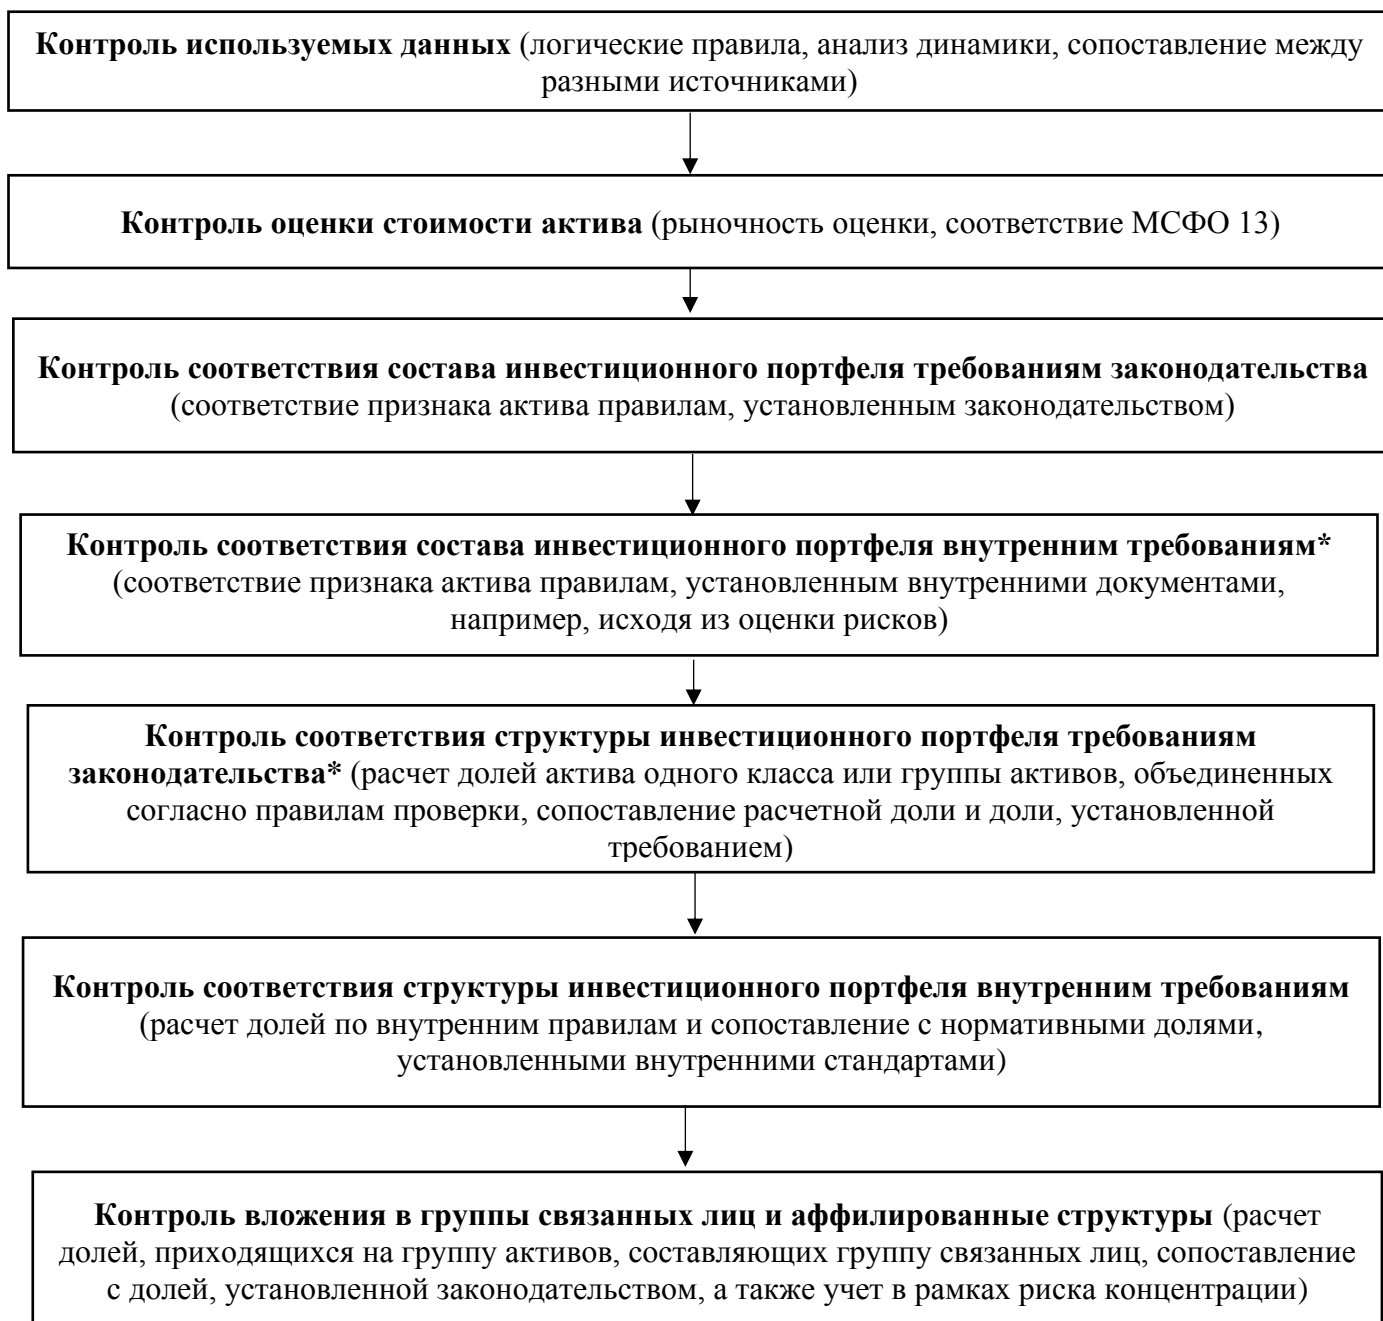 Контроль используемых данных (логические правила, анализ динамики, сопоставление между
разными источниками)
Контроль оценки стоимости актива (рыночность оценки, соответствие МСФО 13)
Контроль соответствия состава инвестиционного портфеля требованиям законодательства
(соответствие признака актива правилам, установленным законодательством)
Контроль соответствия состава инвестиционного портфеля внутренним требованиям*
(соответствие признака актива правилам, установленным внутренними документами,
например, исходя из оценки рисков)
Контроль соответствия структуры инвестиционного портфеля требованиям
законодательства* (расчет долей актива одного класса или группы активов, объединенных
согласно правилам проверки, сопоставление расчетной доли и доли, установленной
требованием)
Контроль соответствия структуры инвестиционного портфеля внутренним требованиям
(расчет долей по внутренним правилам и сопоставление с нормативными долями,
установленными внутренними стандартами)
Контроль вложения в группы связанных лиц и аффилированные структуры (расчет
долей, приходящихся на группу активов, составляющих группу связанных лиц, сопоставление
с долей, установленной законодательством, а также учет в рамках риска концентрации)